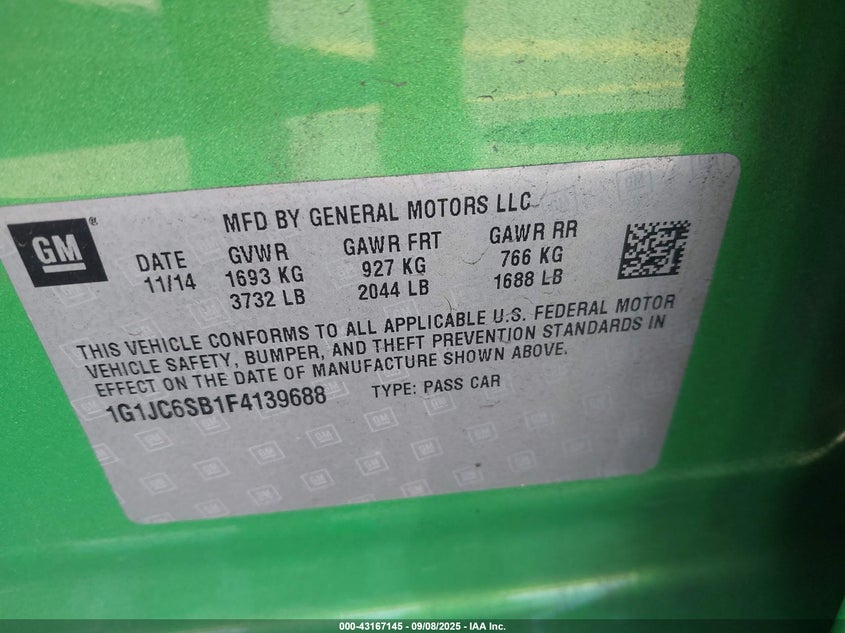 MFD BY GENERAL MOTORS LLC
GM ®
DATE GVWR GAWR FRT GAWR RR
11/14 1693 KG 927 KG 766 KG
3732 LB 2044 LB 1688 LB
THIS VEHICLE CONFORMS TO ALL APPLICABLE U.S. FEDERAL MOTOR
VEHICLE SAFETY, BUMPER, AND THEFT PREVENTION STANDARDS IN
EFFECT ON THE DATE OF MANUFACTURE SHOWN ABOVE.
1G1JC6SB1F4139688 TYPE: PASS CAR
000-43167145 - 09/08/2025 - IAA Inc.